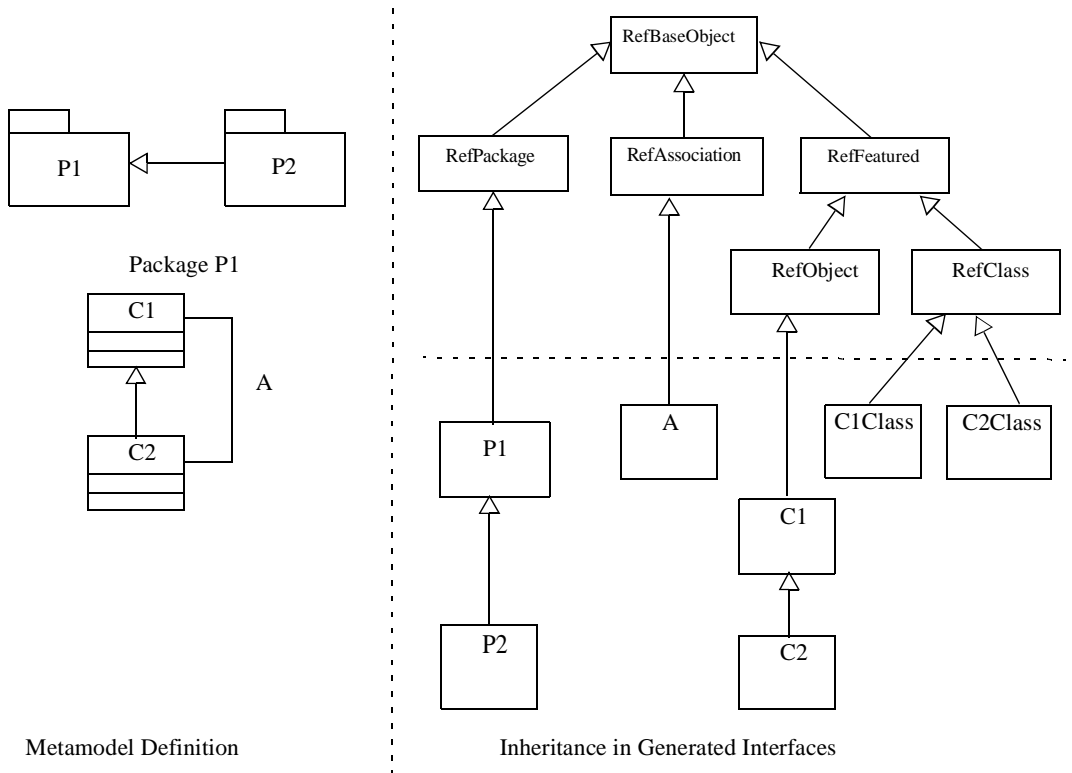 P1
P2
Package P1
C1
A
C2
Metamodel Definition
RefBaseObject
RefPackage
RefAssociation
RefFeatured
RefObject
RefClass
P1
A
C1Class
C2Class
C1
P2
C2
Inheritance in Generated Interfaces